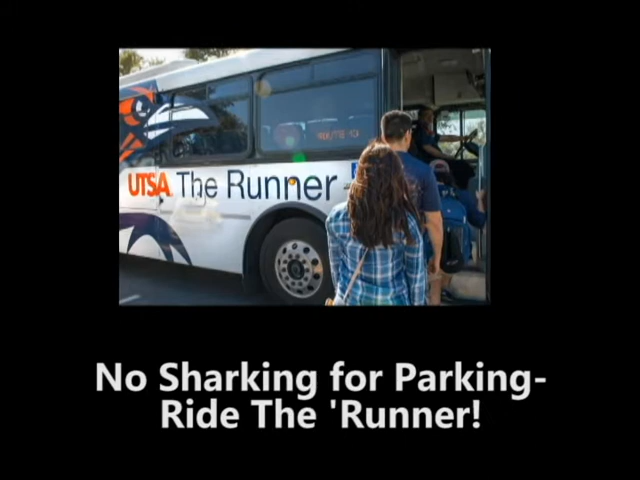 UTSA The Runner
No Sharking for Parking-
Ride The 'Runner!